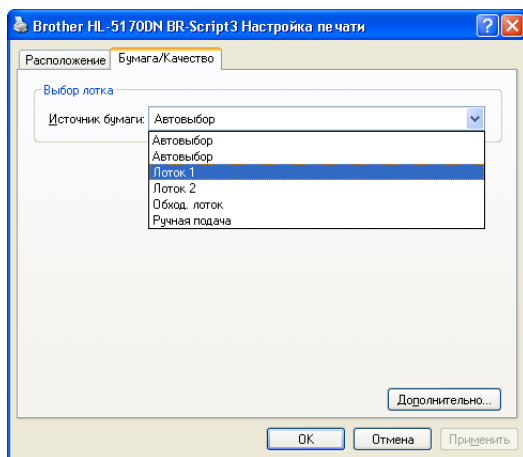 Brother HL-5170DN BR-Script3 Настройка печати
Расположение Бумага/Качество
Выбор лотка
Источник бумаги: Автовыбор
Автовыбор
Автовыбор
Лоток 1
Лоток 2
Обход. лоток
Ручная подача
Дополнительно...
OK Отмена Применить